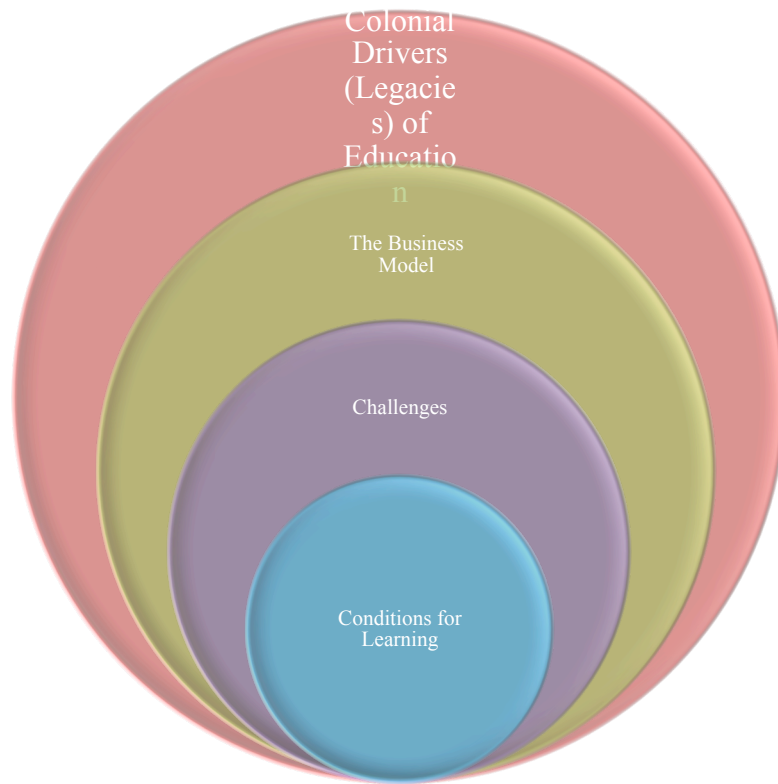 Colonial
Drivers
(Legacie
s) of
Educatio
n
The Business
Model
Challenges
Conditions for
Learning